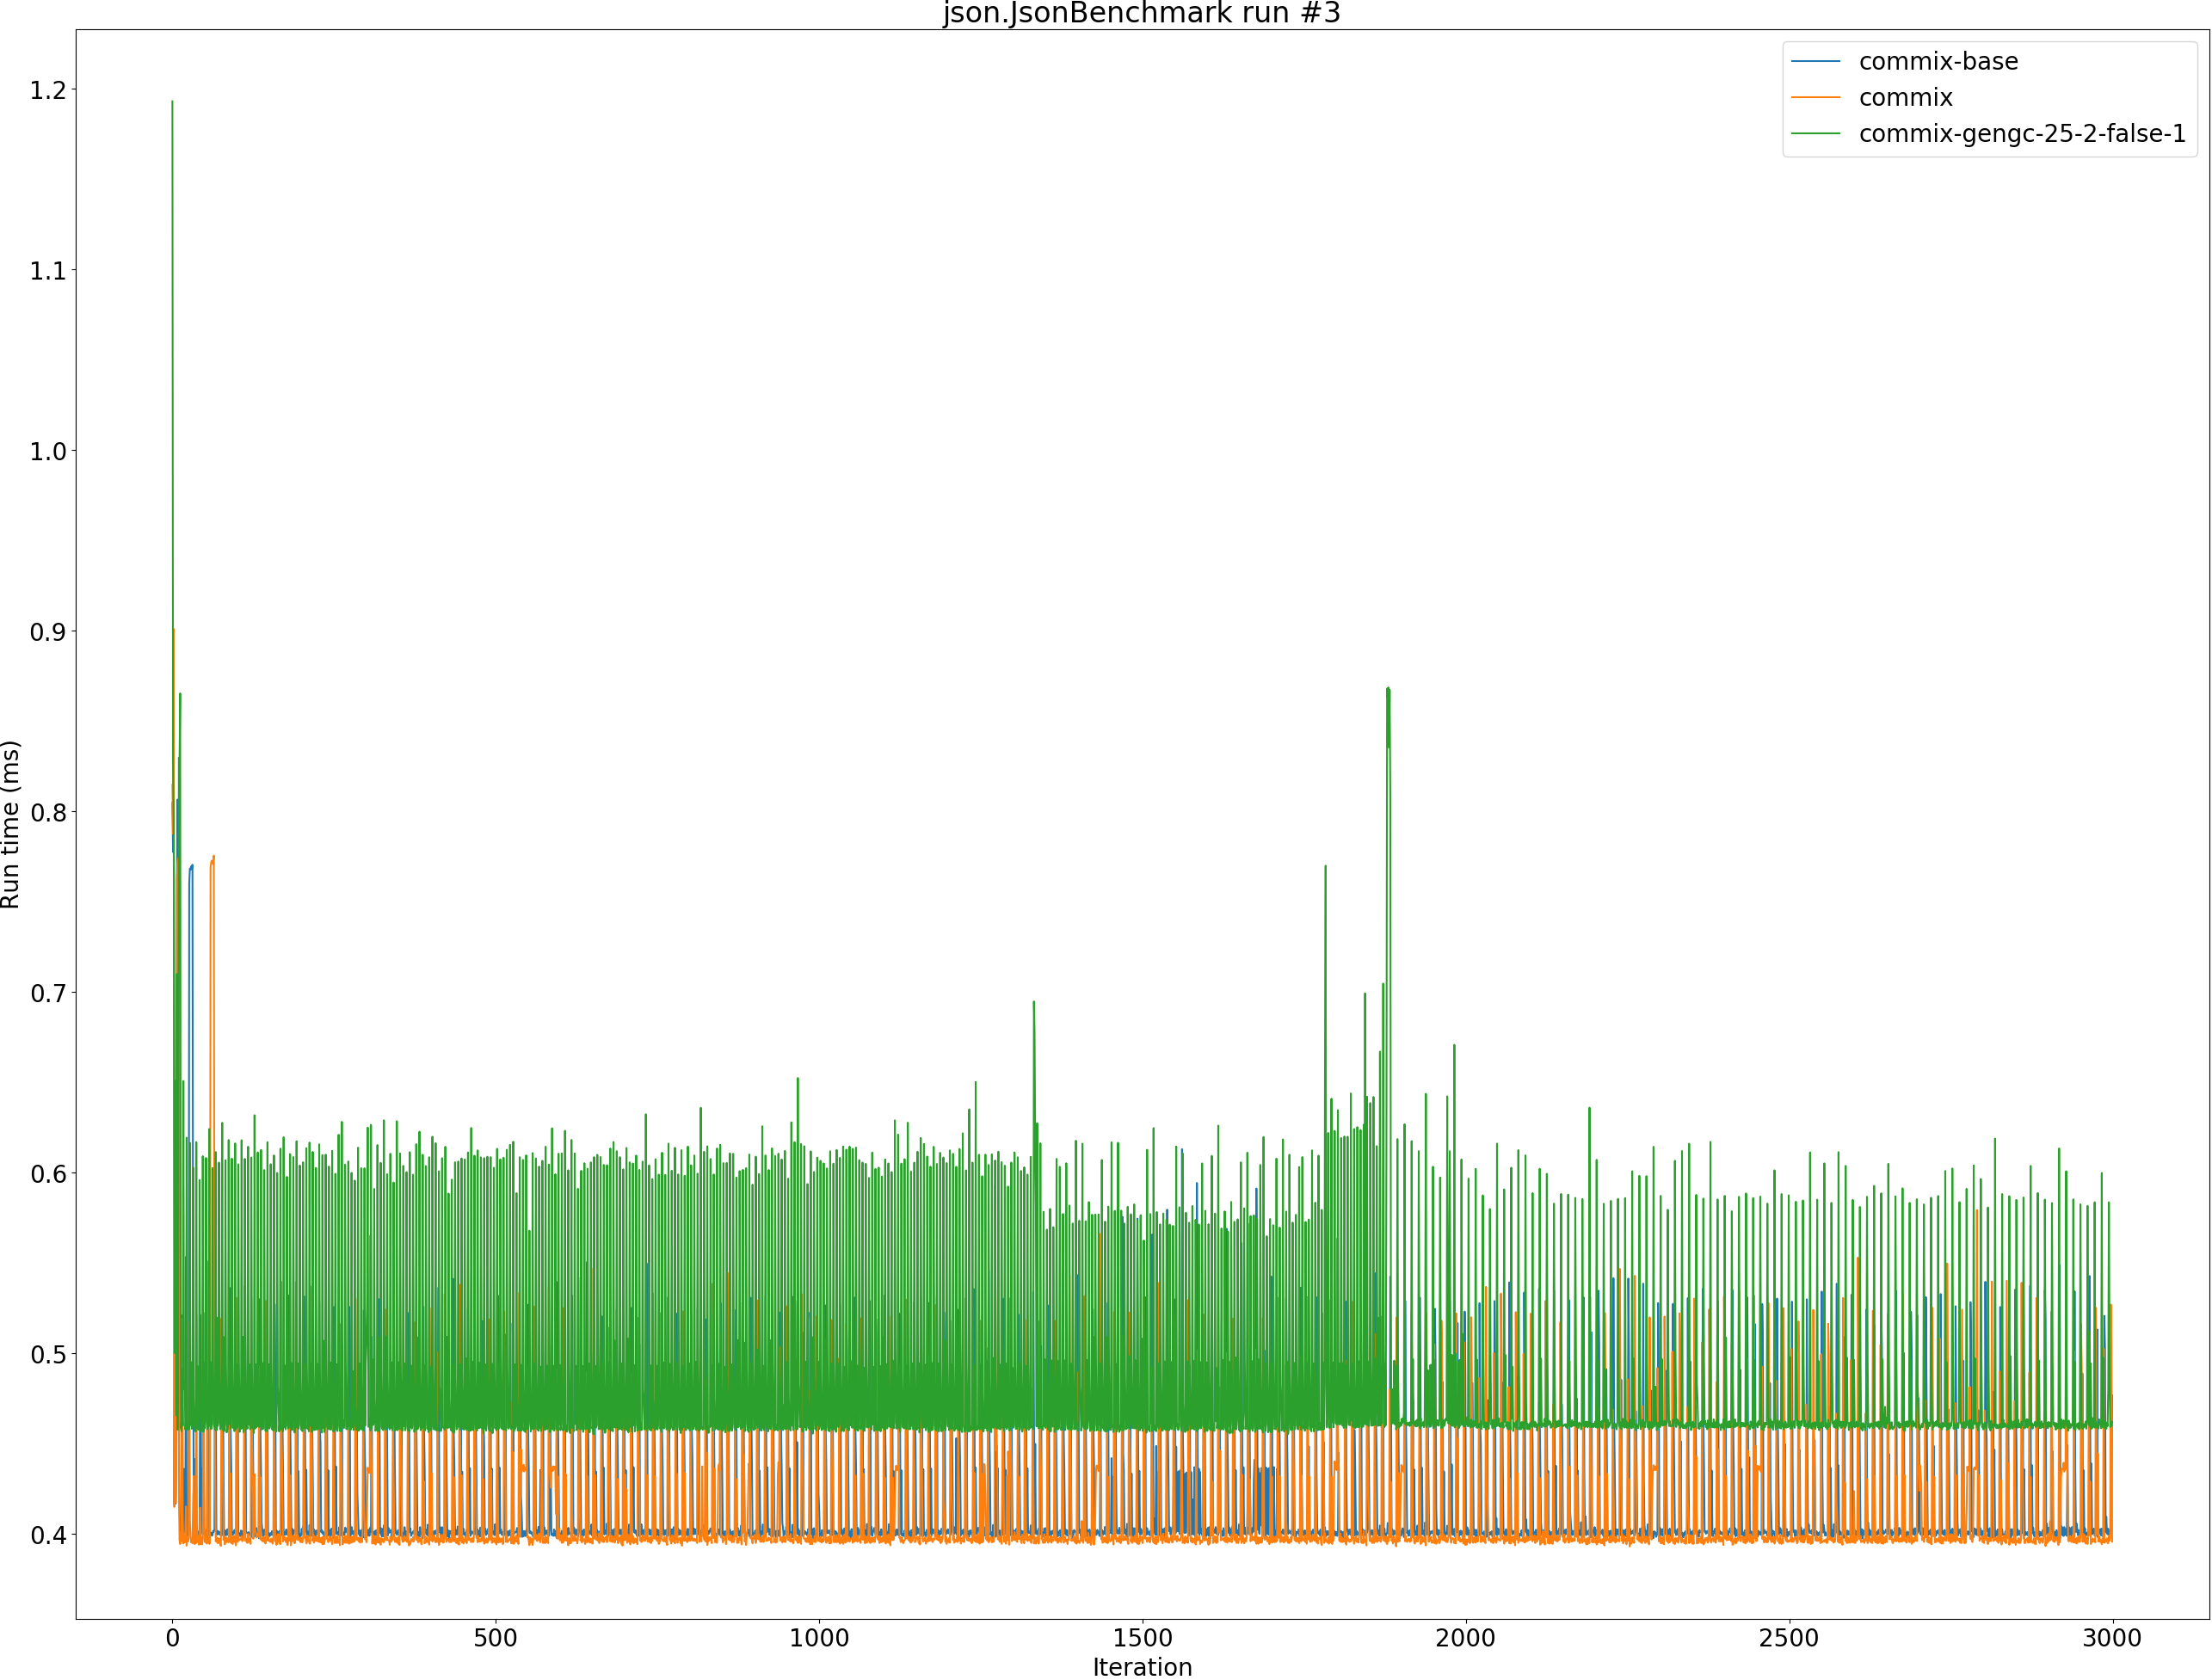 json.JsonBenchmark run #3
commix-base
commix
commix-gengc-25-2-false-1
1.2
1.1
1.0
0.9
0.8
0.7
0.6
0.5
0.4
Run time (ms)
0 500 1000 1500 2000 2500 3000
Iteration